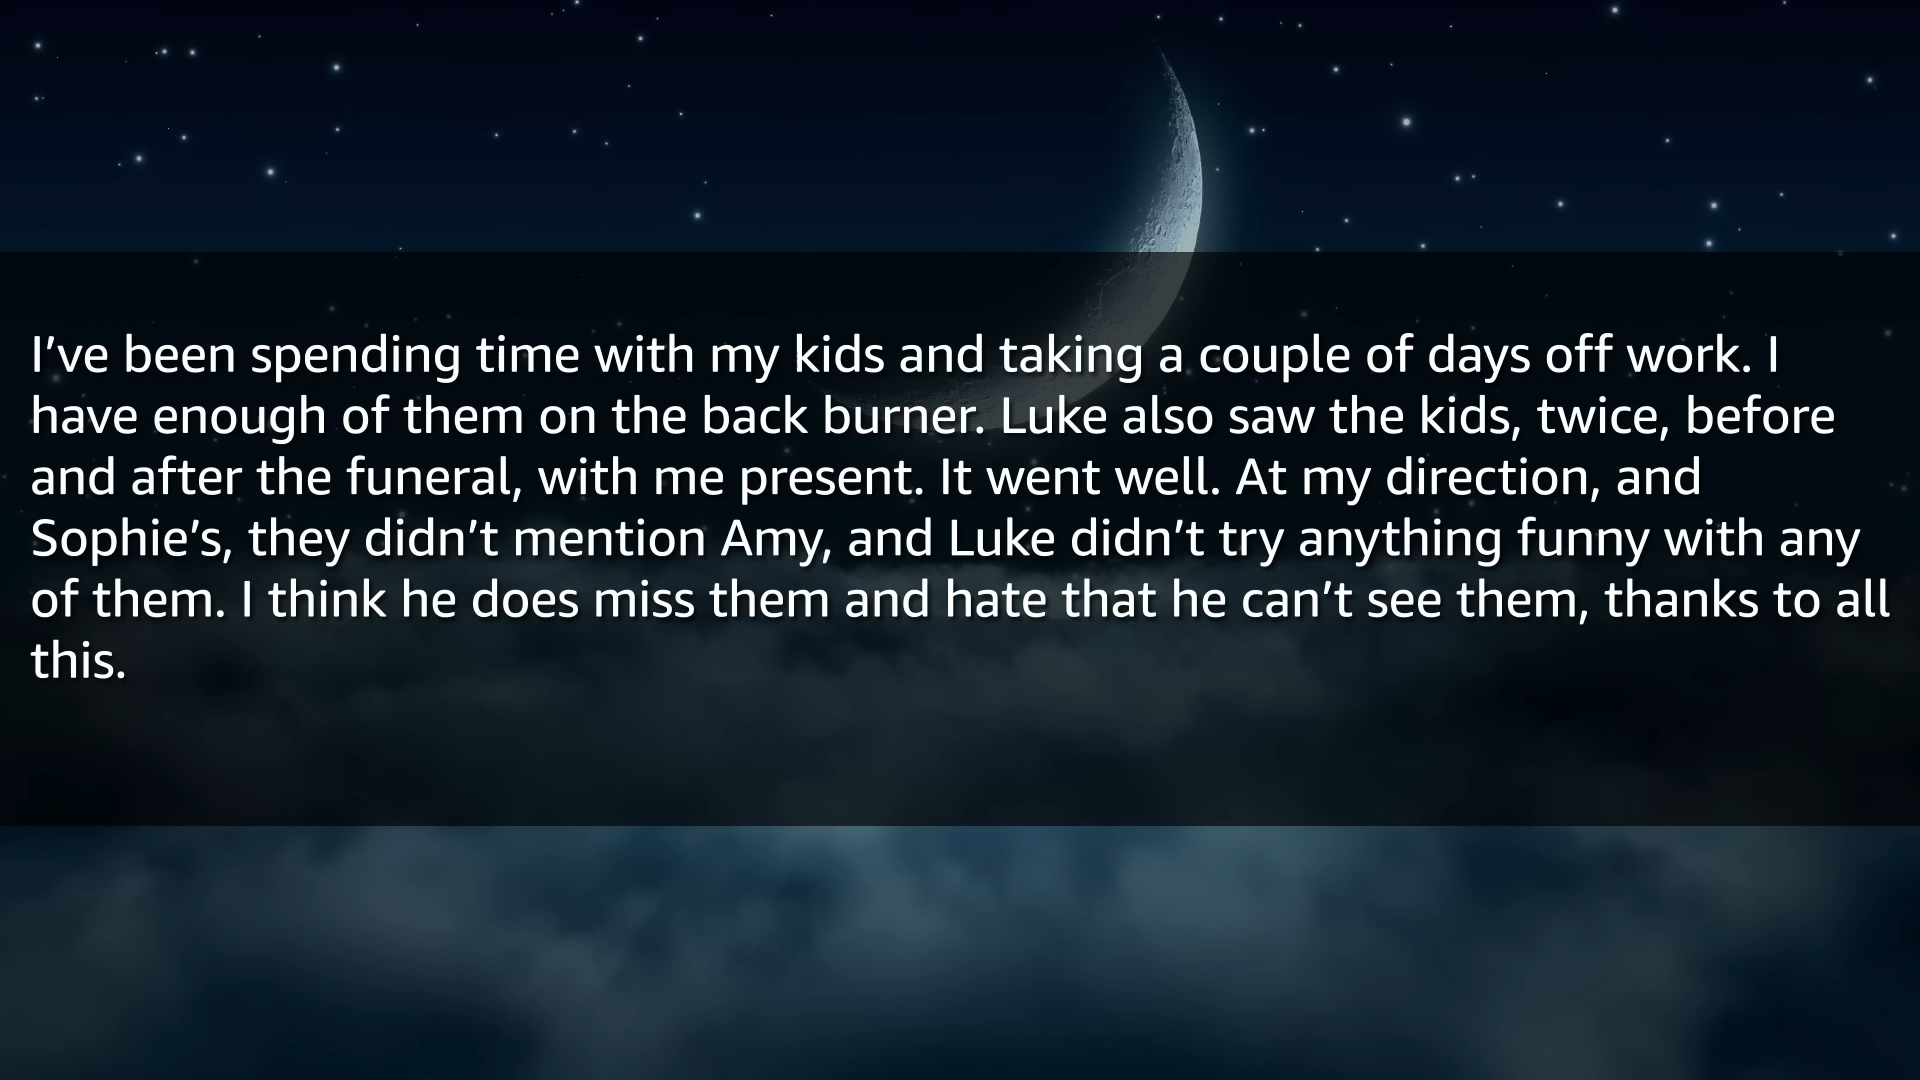 I’ve been spending time with my kids and taking a couple of days off work. I
have enough of them on the back burner. Luke also saw the kids, twice, before
and after the funeral, with me present. It went well. At my direction, and
Sophie’s, they didn’t mention Amy, and Luke didn’t try anything funny with any
of them. I think he does miss them and hate that he can’t see them, thanks to all
this.